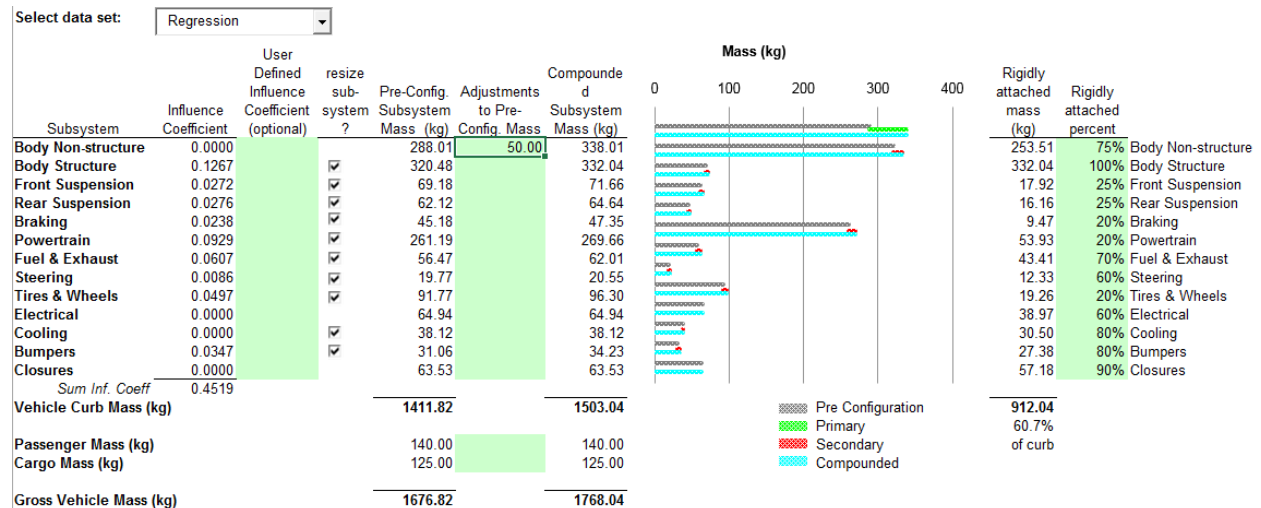 Select data set: Regression
Mass (kg)
User
Defined resize Compounde Rigidly
Influence sub- Pre-Config. Adjustments d 0 100 200 300 400 attached Rigidly
Influence Coefficient system Subsystem to Pre- Subsystem mass attached
Subsystem Coefficient (optional) ? Mass (kg) Config. Mass Mass (kg) (kg) percent
Body Non-structure 0.0000 288.01 50.00 338.01 253.51 75% Body Non-structure
Body Structure 0.1267 320.48 332.04 332.04 100% Body Structure
Front Suspension 0.0272 69.18 71.66 17.92 25% Front Suspension
Rear Suspension 0.0276 62.12 64.64 16.16 25% Rear Suspension
Braking 0.0238 45.18 47.35 9.47 20% Braking
Powertrain 0.0929 261.19 269.66 53.93 20% Powertrain
Fuel & Exhaust 0.0607 56.47 62.01 43.41 70% Fuel & Exhaust
Steering 0.0086 19.77 20.55 12.33 60% Steering
Tires & Wheels 0.0497 91.77 96.30 19.26 20% Tires & Wheels
Electrical 0.0000 64.94 64.94 38.97 60% Electrical
Cooling 0.0000 38.12 38.12 30.50 80% Cooling
Bumpers 0.0347 31.06 34.23 27.38 80% Bumpers
Closures 0.0000 63.53 63.53 57.18 90% Closures
Sum Inf. Coeff 0.4519
Vehicle Curb Mass (kg) 1411.82 1503.04 Pre Configuration 912.04
Primary 60.7%
Passenger Mass (kg) 140.00 140.00 Secondary of curb
Cargo Mass (kg) 125.00 125.00 Compounded
Gross Vehicle Mass (kg) 1676.82 1768.04